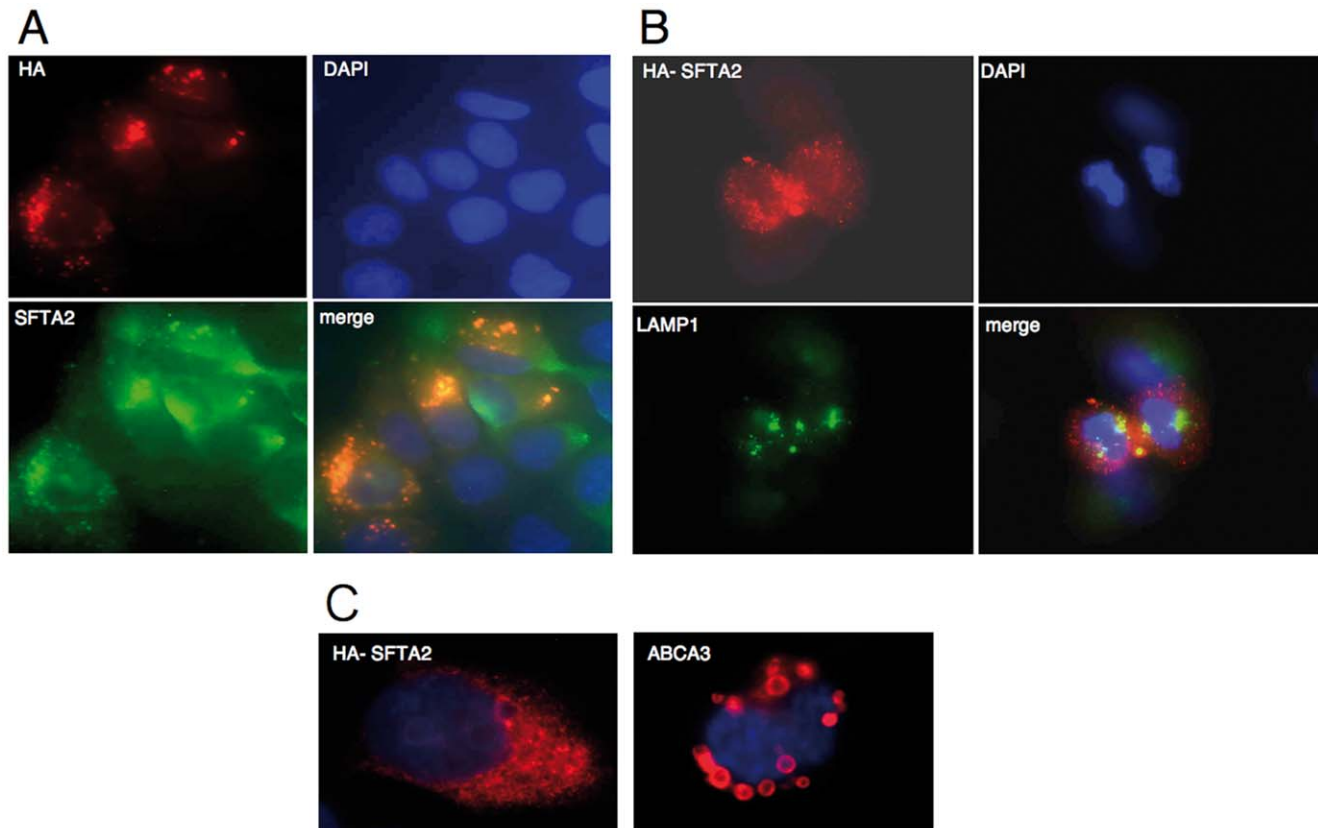 A
HA
DAPI
SFTA2
merge
B
HA- SFTA2
DAPI
LAMP1
merge
C
HA- SFTA2
ABCA3